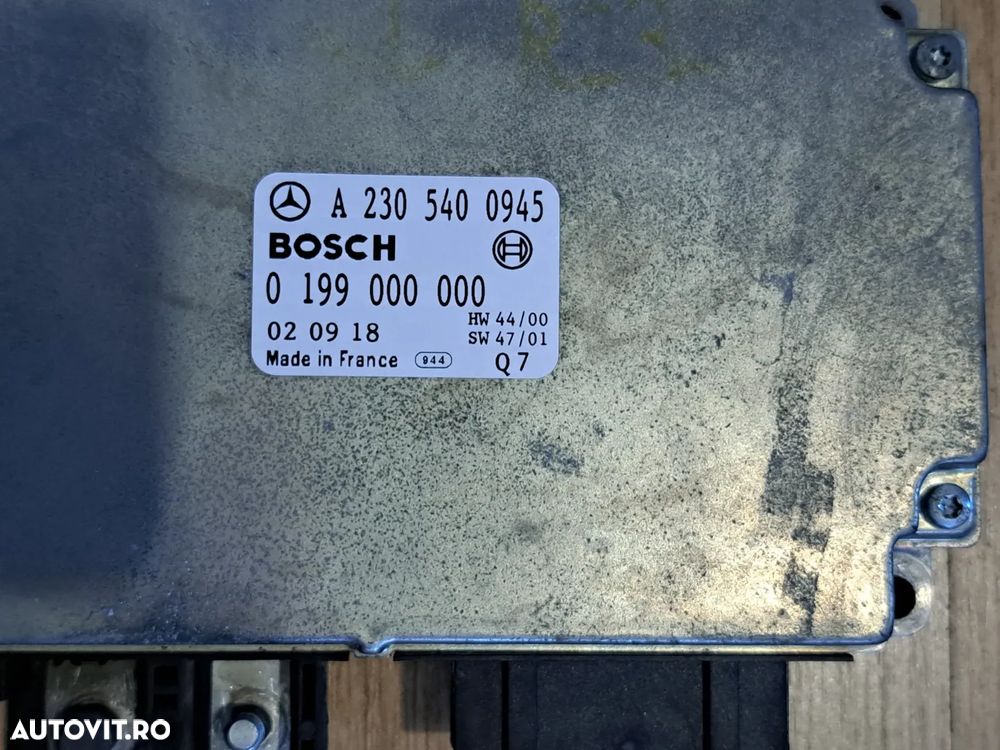 A 230 540 0945
BOSCH
0 199 000 000
HW 44/00
02 09 18
SW 47/01
Made in France
944
Q7
AUTOVIT.RO